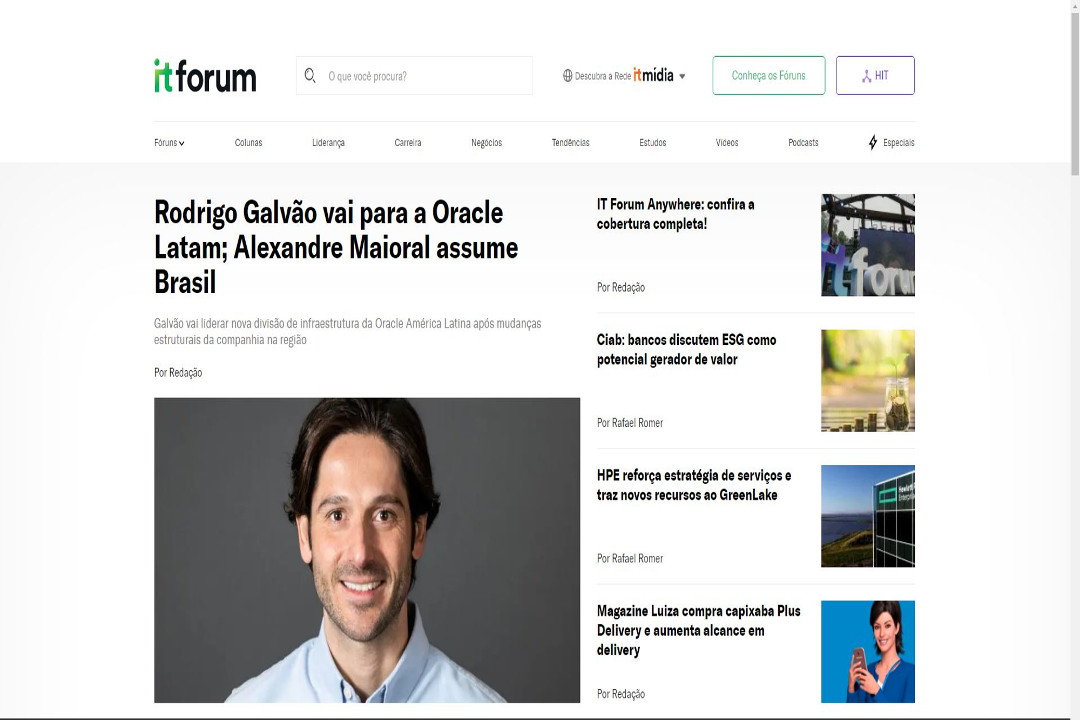 itforum
O que você procura?
Descubra a Rede itmídia
Conheça os Fóruns
HIT
Fóruns
Colunas
Liderança
Carreira
Negócios
Tendências
Estudos
Vídeos
Podcasts
Especiais
Rodrigo Galvão vai para a Oracle
Latam; Alexandre Maioral assume
Brasil
Galvão vai liderar nova divisão de infraestrutura da Oracle América Latina após mudanças
estruturais da companhia na região
Por Redação
IT Forum Anywhere: confira a
cobertura completa!
Por Redação
it forum
Ciab: bancos discutem ESG como
potencial gerador de valor
Por Rafael Romer
HPE reforça estratégia de serviços e
traz novos recursos ao GreenLake
Por Rafael Romer
Magazine Luiza compra capixaba Plus
Delivery e aumenta alcance em
delivery
Por Redação